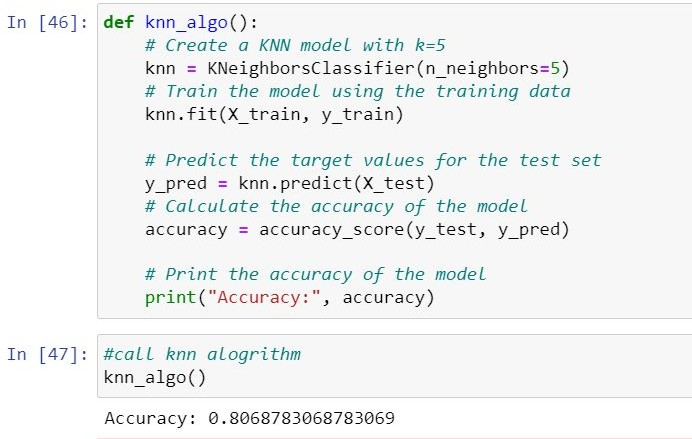 In [46]: def knn_algo():
# Create a KNN model with k=5
knn = KNeighborsClassifier(n_neighbors=5)
# Train the model using the training data
knn.fit(X_train, y_train)
# Predict the target values for the test set
y_pred = knn.predict(X_test)
# Calculate the accuracy of the model
accuracy = accuracy_score(y_test, y_pred)
# Print the accuracy of the model
print("Accuracy:", accuracy)
In [47]: #call knn alogrithm
knn_algo()
Accuracy: 0.8068783068783069